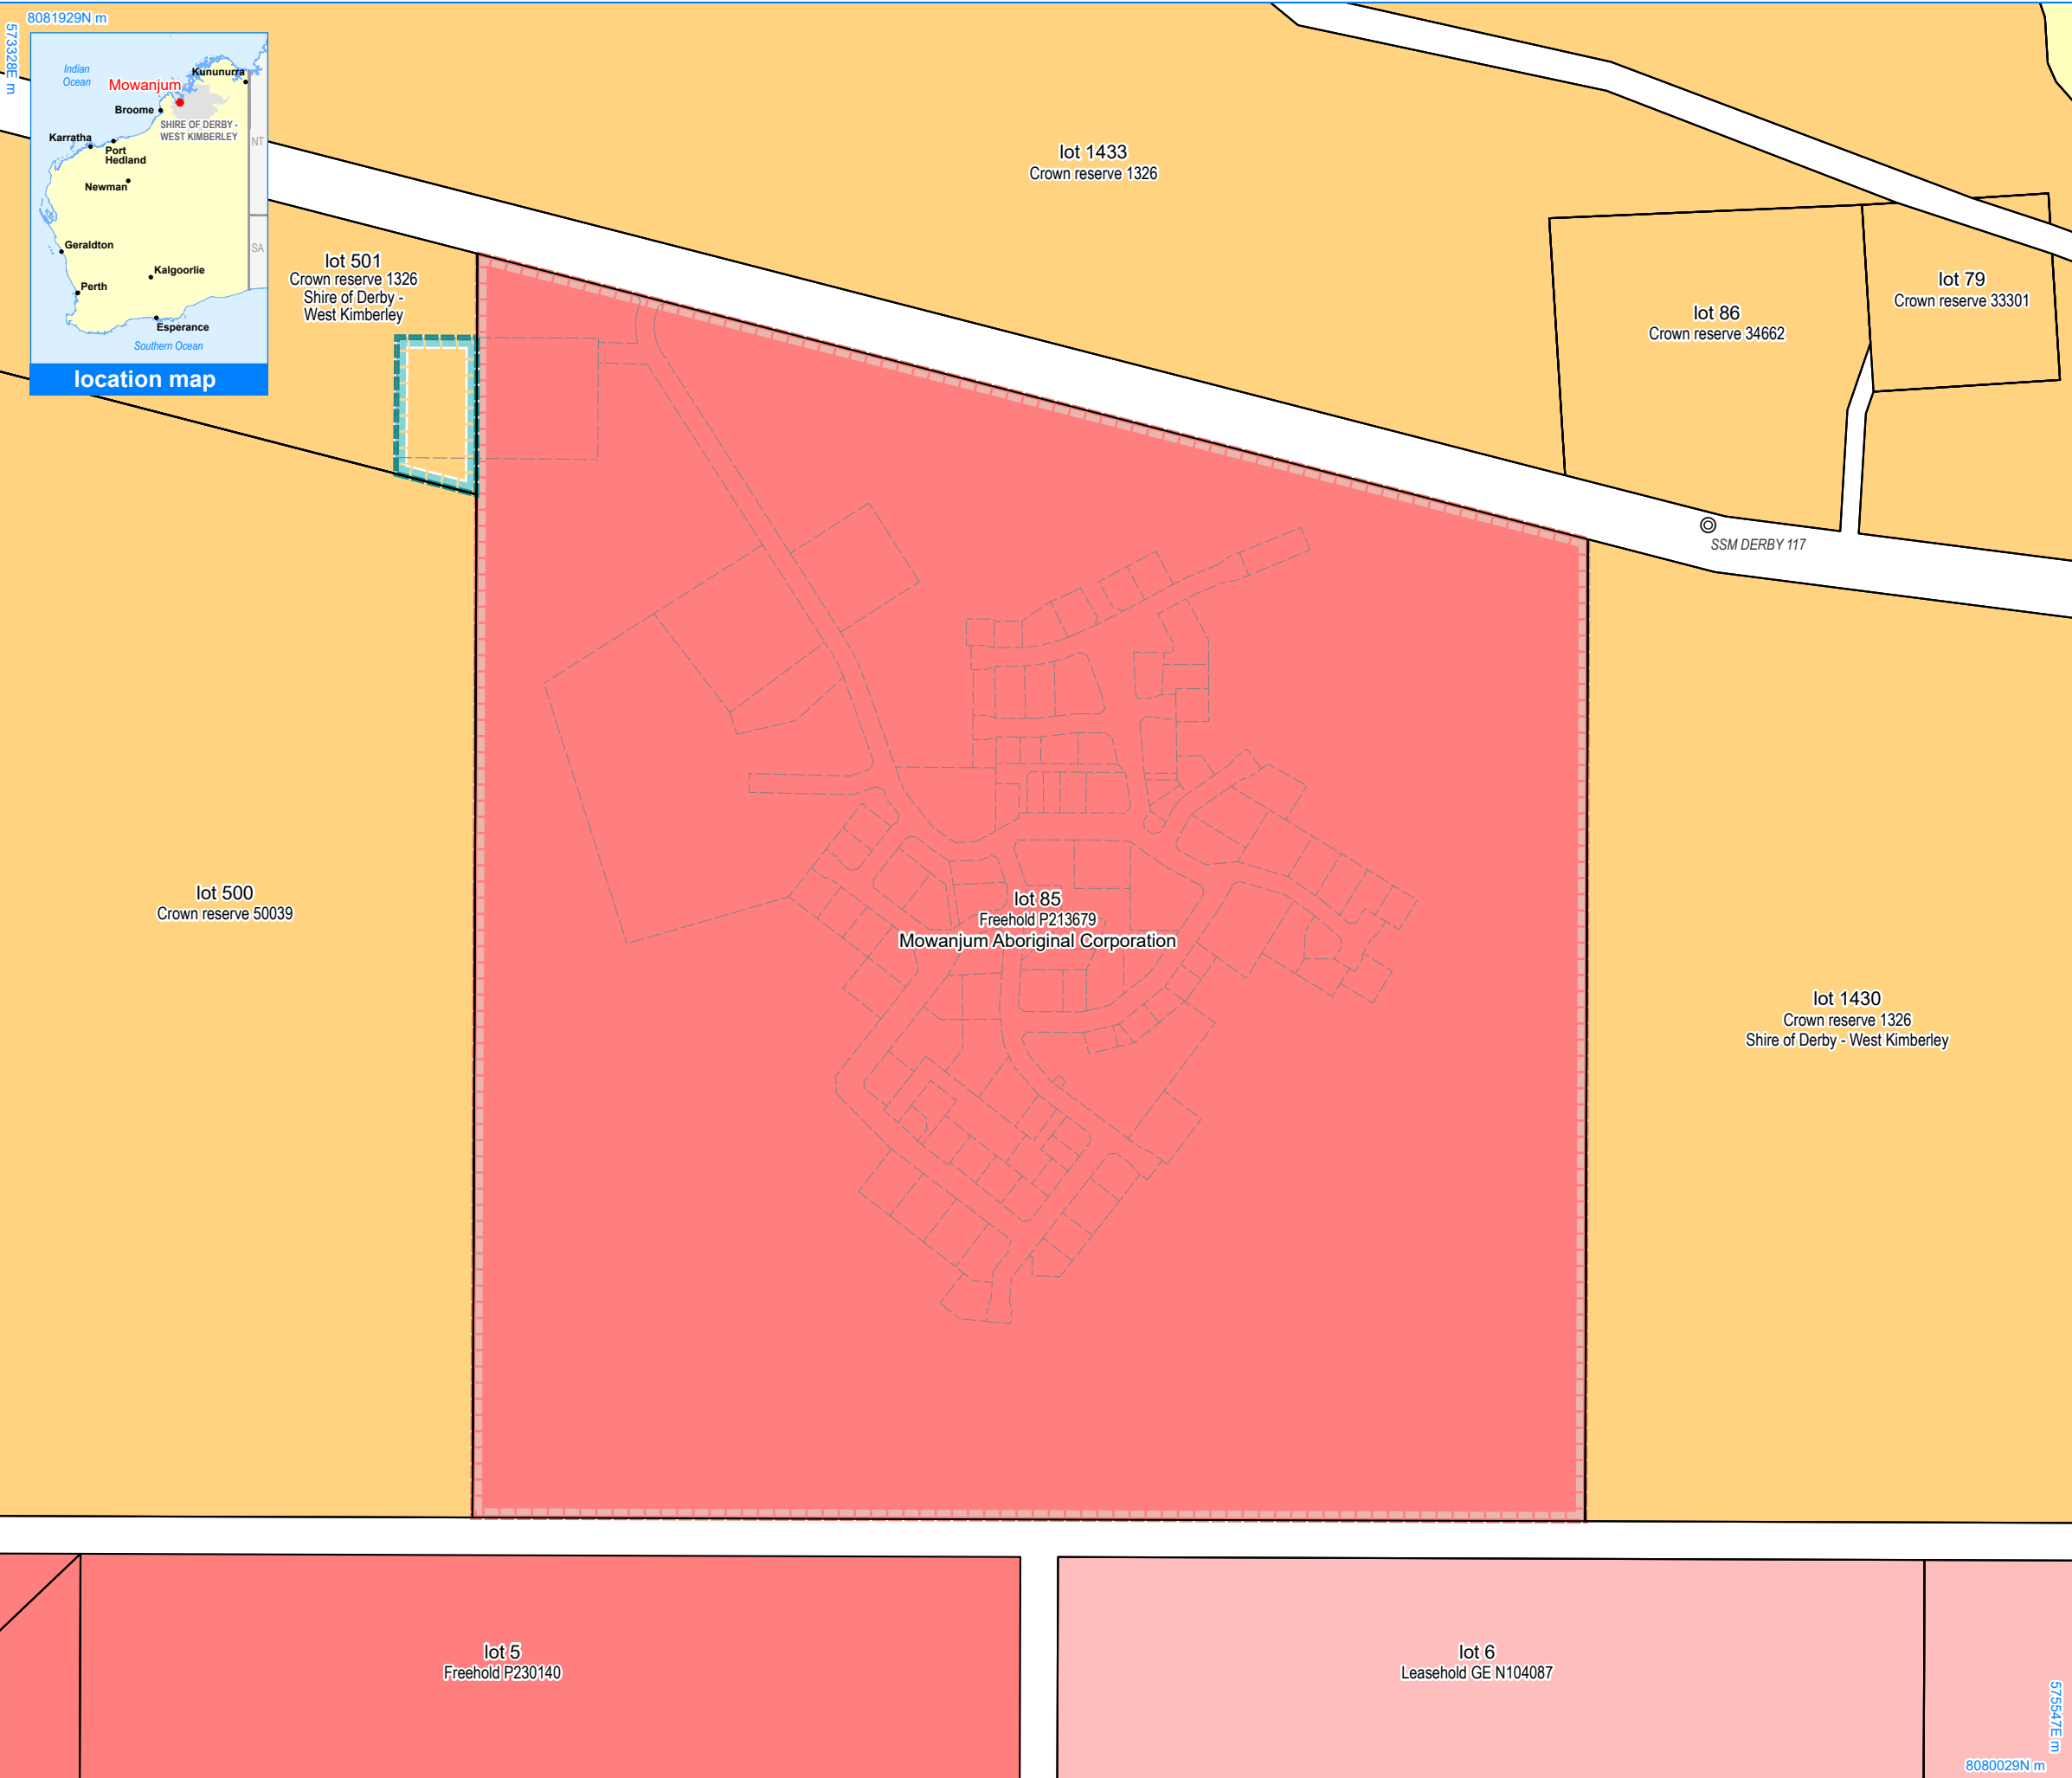 8081929N m
573328E m
Indian
Ocean
Kununurra
Mowanjum
Broome
SHIRE OF DERBY -
WEST KIMBERLEY
Karratha
Port
Hedland
NT
Newman
Geraldton
SA
Kalgoorlie
Perth
Esperance
Southern Ocean
location map
lot 1433
Crown reserve 1326
lot 501
Crown reserve 1326
Shire of Derby -
West Kimberley
lot 79
Crown reserve 33301
lot 86
Crown reserve 34662
SSM DERBY 117
lot 500
Crown reserve 50039
lot 85
Freehold P213679
Mowanjum Aboriginal Corporation
lot 1430
Crown reserve 1326
Shire of Derby - West Kimberley
lot 5
Freehold P230140
lot 6
Leasehold GE N104087
575547E m
8080029N m